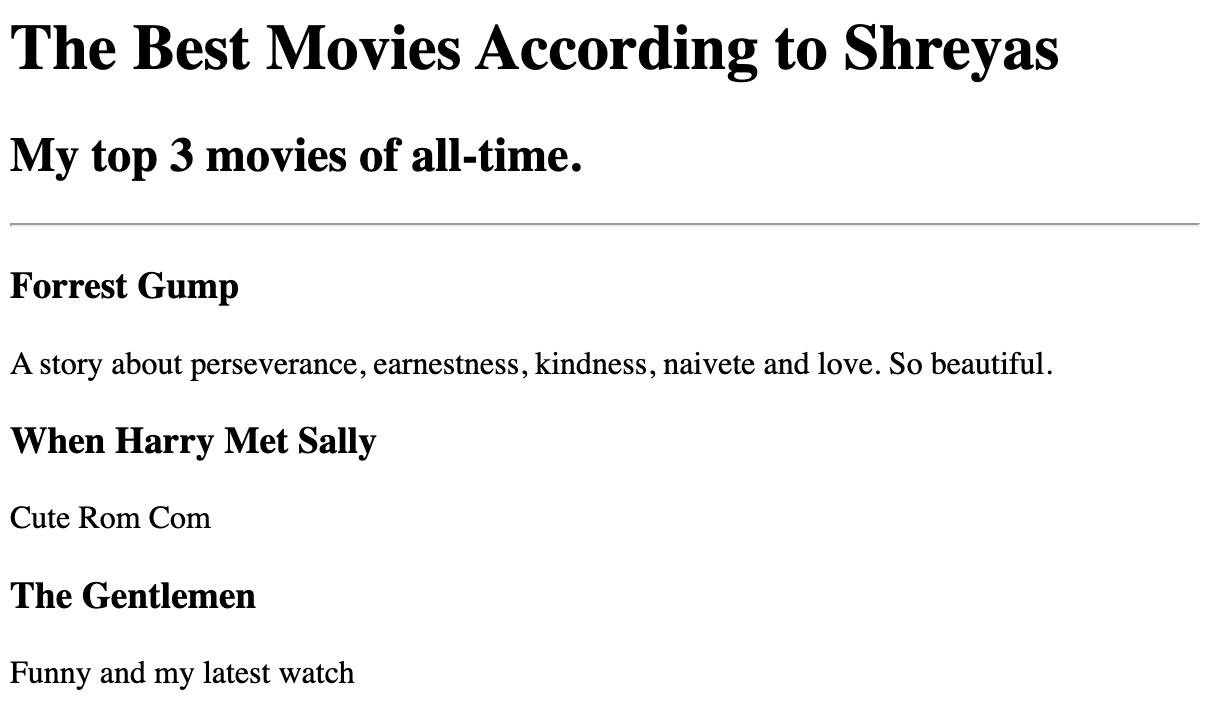 The Best Movies According to Shreyas
My top 3 movies of all-time.
Forrest Gump
A story about perseverance, earnestness, kindness, naivete and love. So beautiful.
When Harry Met Sally
Cute Rom Com
The Gentlemen
Funny and my latest watch